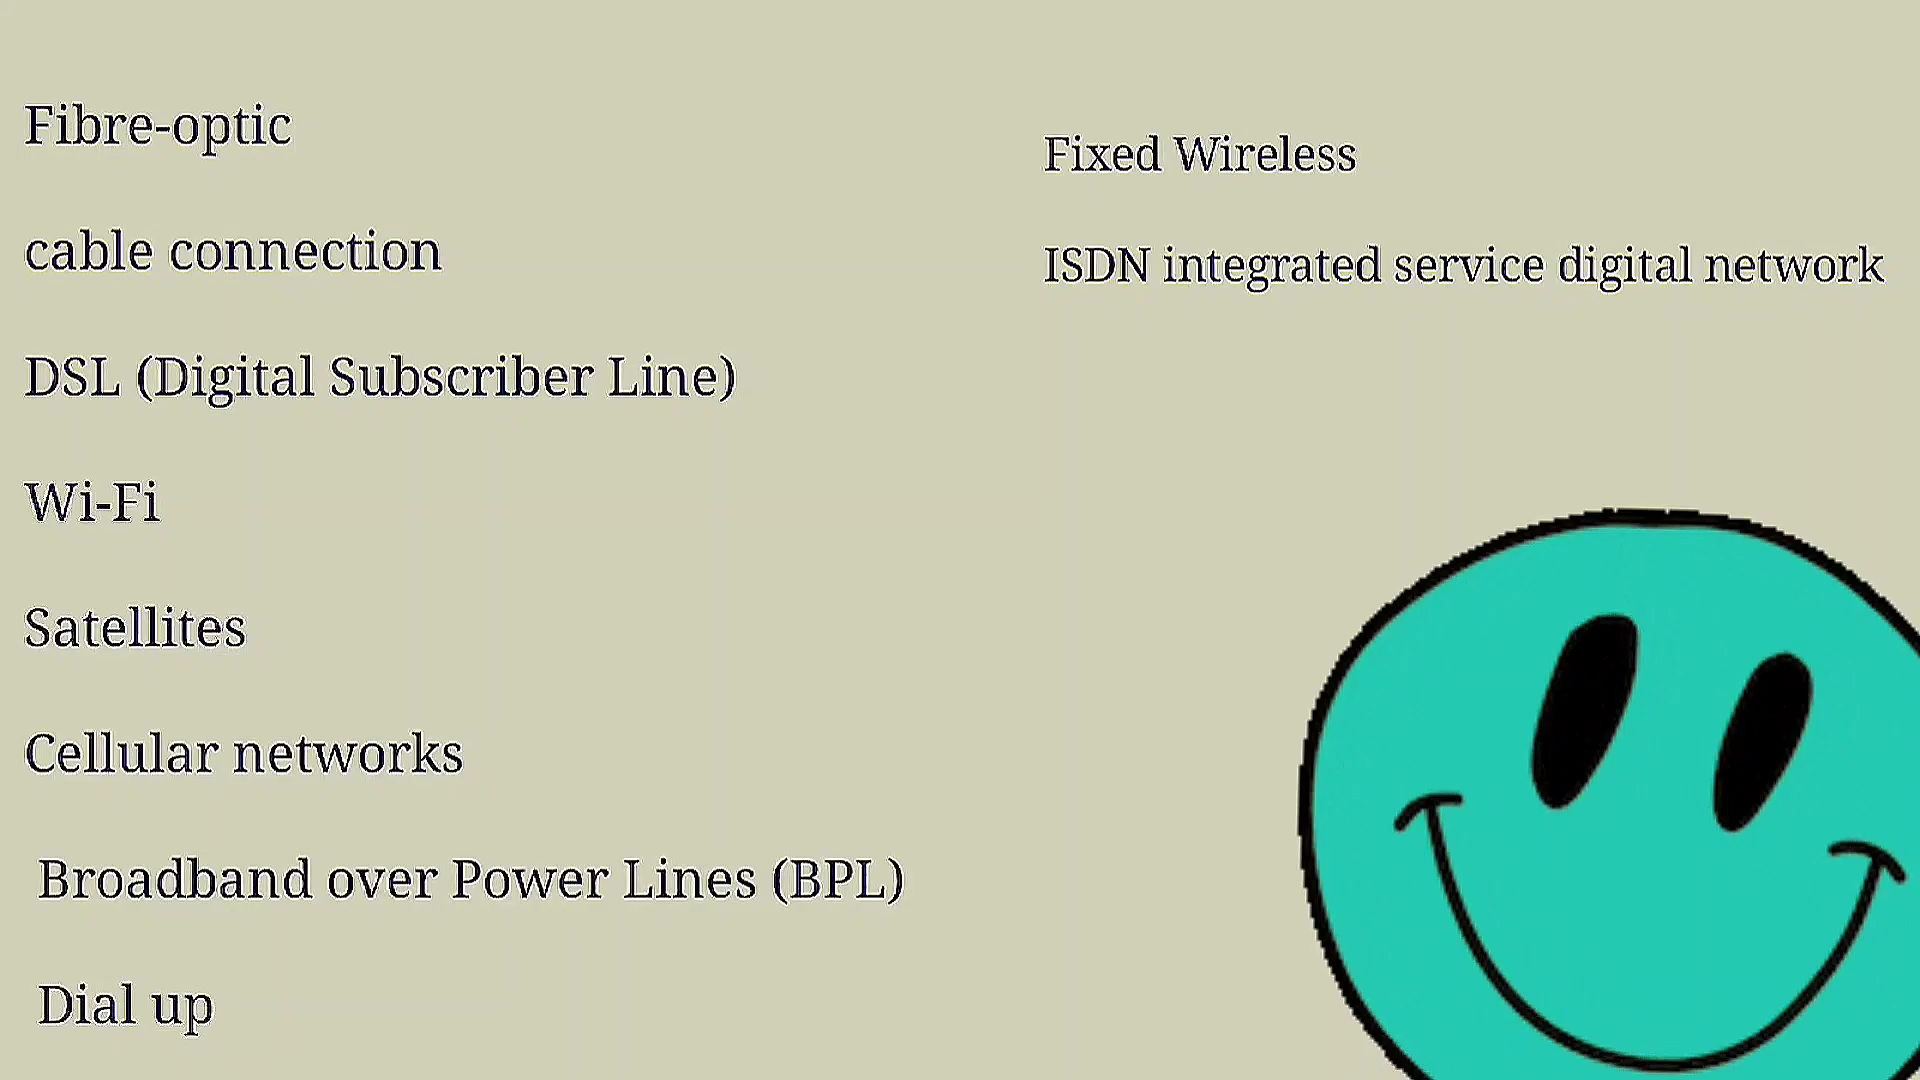 Fibre-optic
cable connection
DSL (Digital Subscriber Line)
Wi-Fi
Satellites
Cellular networks
Broadband over Power Lines (BPL)
Dial up
Fixed Wireless
ISDN integrated service digital network